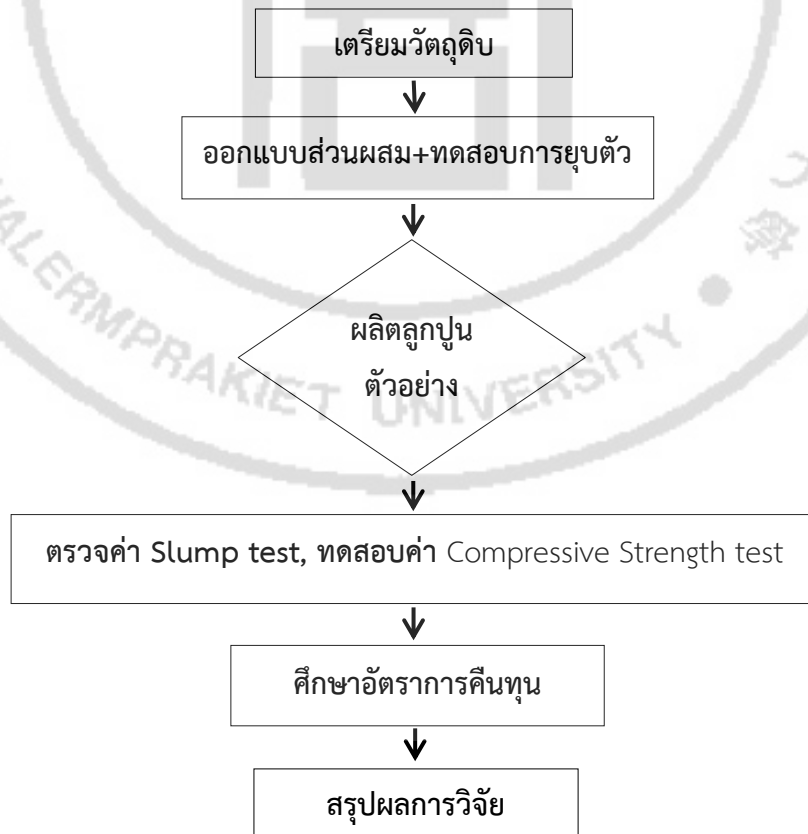 เตรียมวัตถุดิบ
ออกแบบส่วนผสม+ทดสอบการยุบตัว
ผลิตลูกปูน
ตัวอย่าง
ตรวจค่า Slump test, ทดสอบค่า Compressive Strength test
ศึกษาอัตราการคืนทุน
สรุปผลการวิจัย
ALERMPRAKIET UNIVERSITY